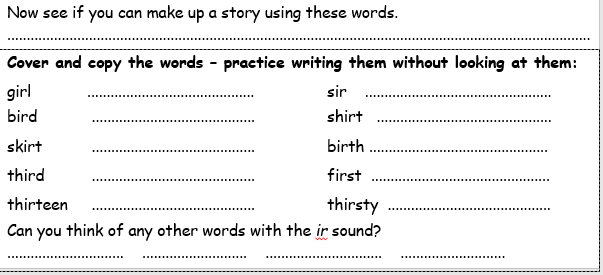 Now see if you can make up a story using these words.
................................................................................................................................................
Cover and copy the words – practice writing them without looking at them:
girl ........................................... sir ................................................
bird .......................................... shirt .............................................
skirt .......................................... birth ..............................................
third .......................................... first ..............................................
thirteen .......................................... thirsty ..........................................
Can you think of any other words with the ir sound?
.............................. ........................... .............................. ...........................